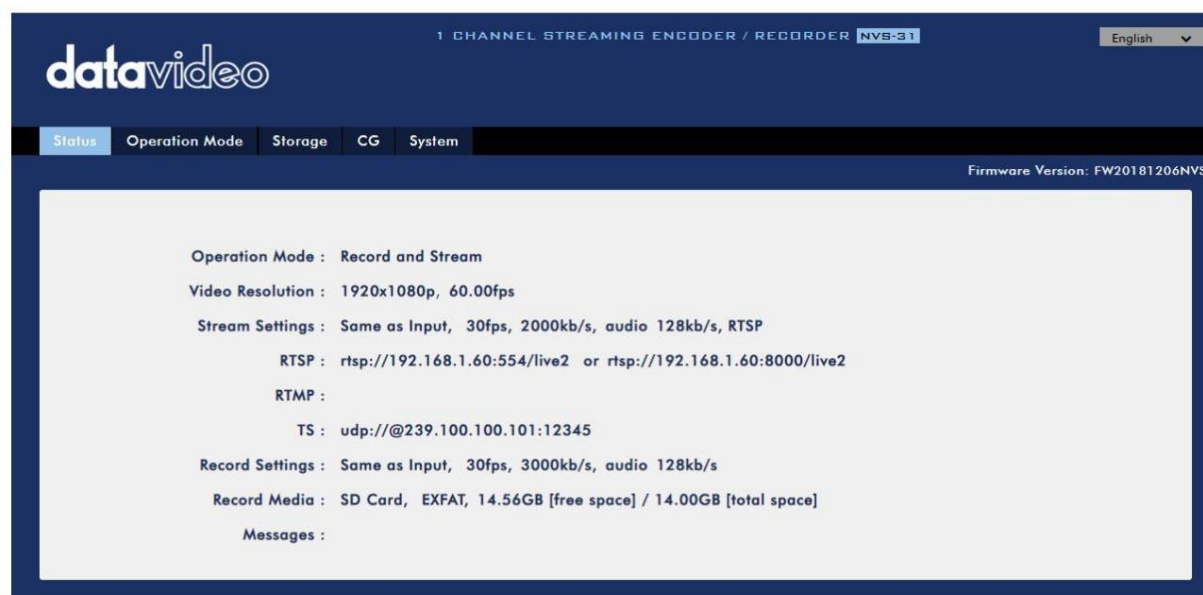 1 CHANNEL STREAMING ENCODER / RECORDER NVS-31
English
datavideo
Status Operation Mode Storage CG System
Firmware Version: FW20181206NVS
Operation Mode : Record and Stream
Video Resolution : 1920x1080p, 60.00fps
Stream Settings : Same as Input, 30fps, 2000kb/s, audio 128kb/s, RTSP
RTSP : rtsp://192.168.1.60:554/live2 or rtsp://192.168.1.60:8000/live2
RTMP :
TS : udp://@239.100.100.101:12345
Record Settings : Same as Input, 30fps, 3000kb/s, audio 128kb/s
Record Media : SD Card, EXFAT, 14.56GB [free space] / 14.00GB [total space]
Messages :